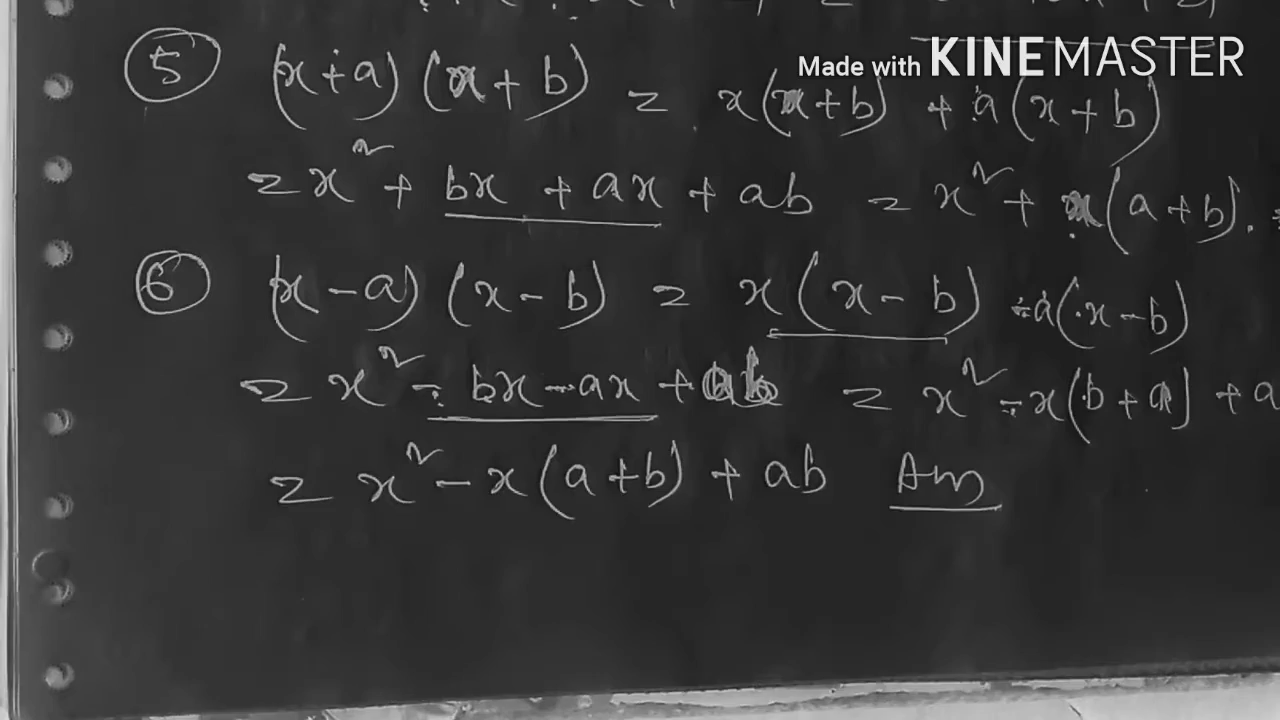 Made with KINEMASTER
⑤ (x+a) (x+b) = x(x+b) + a(x+b)
= x² + bx + ax + ab = x² + x(a+b).
⑥ (x-a) (x-b) = x(x-b) -a(x-b)
= x² - bx-ax + ab = x² -x(b+a) + a
= x² - x(a+b) + ab Ans